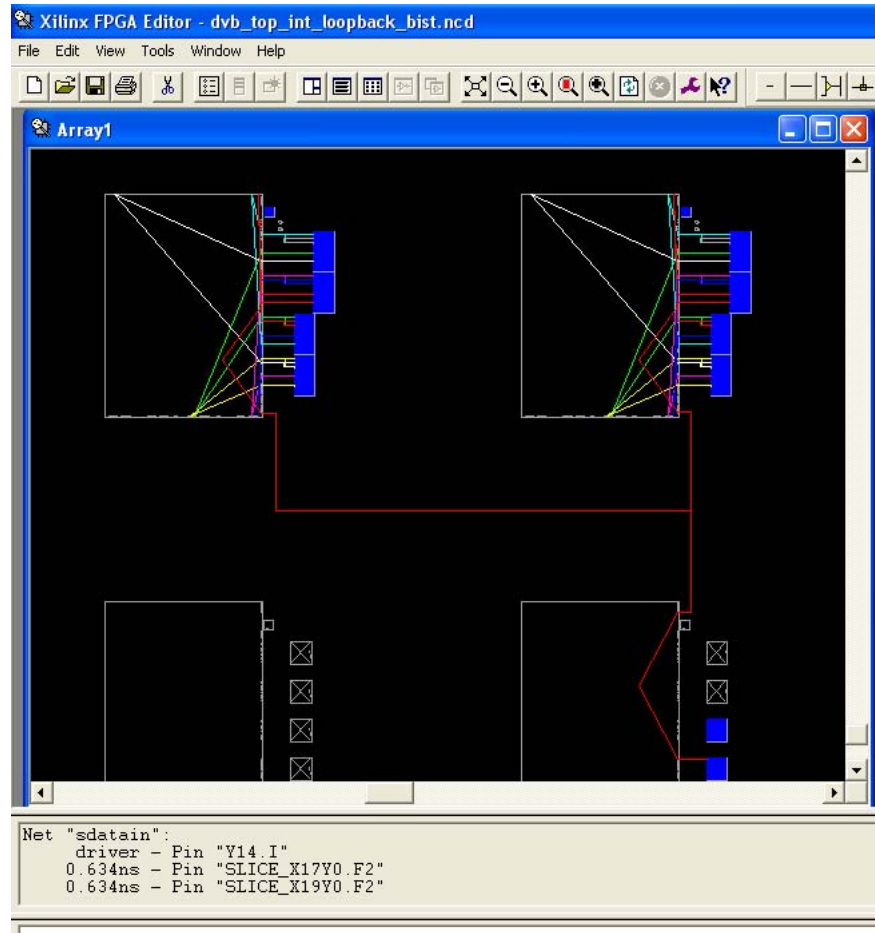 Xilinx FPGA Editor - dvb_top_int_loopback_bist.ncd
File Edit View Tools Window Help
Array1
Net "sdatain":
driver - Pin "Y14.I"
0.634ns - Pin "SLICE_X17Y0.F2"
0.634ns - Pin "SLICE_X19Y0.F2"